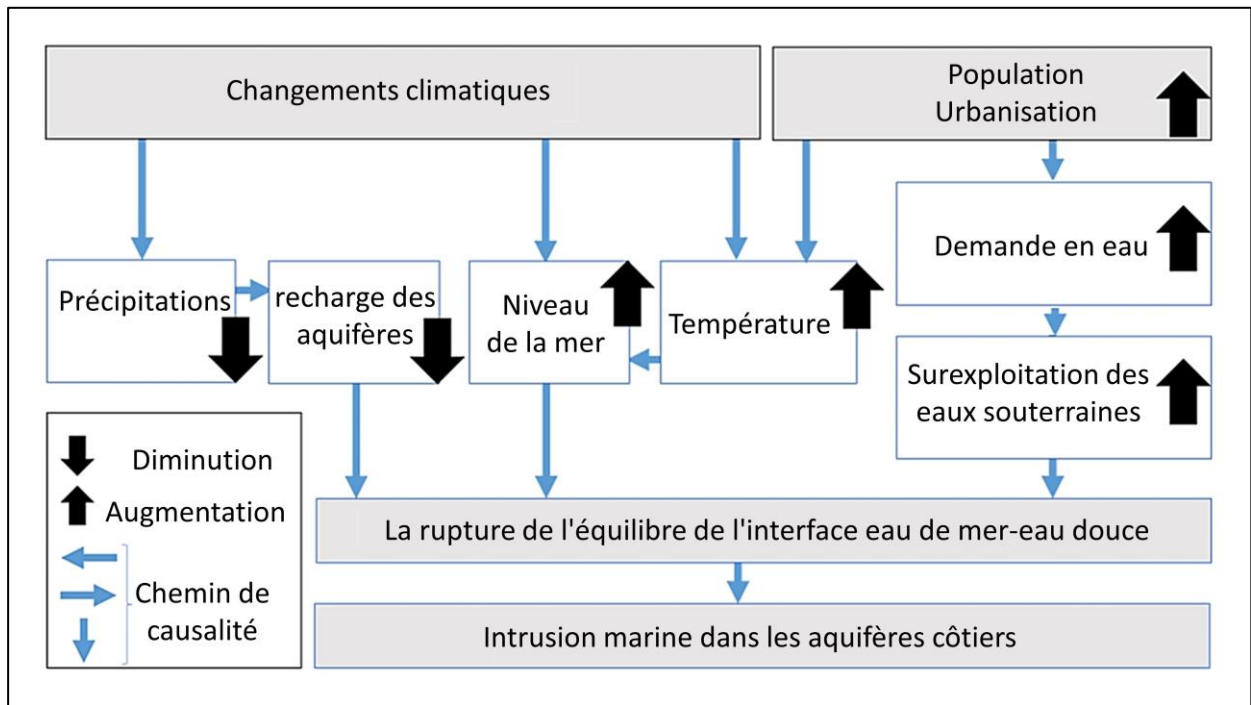 Changements climatiques
Population
Urbanisation
Demande en eau
Précipitations
recharge des
aquifères
Niveau
de la mer
Température
Surexploitation des
eaux souterraines
Diminution
Augmentation
Chemin de
causalité
La rupture de l'équilibre de l'interface eau de mer-eau douce
Intrusion marine dans les aquifères côtiers